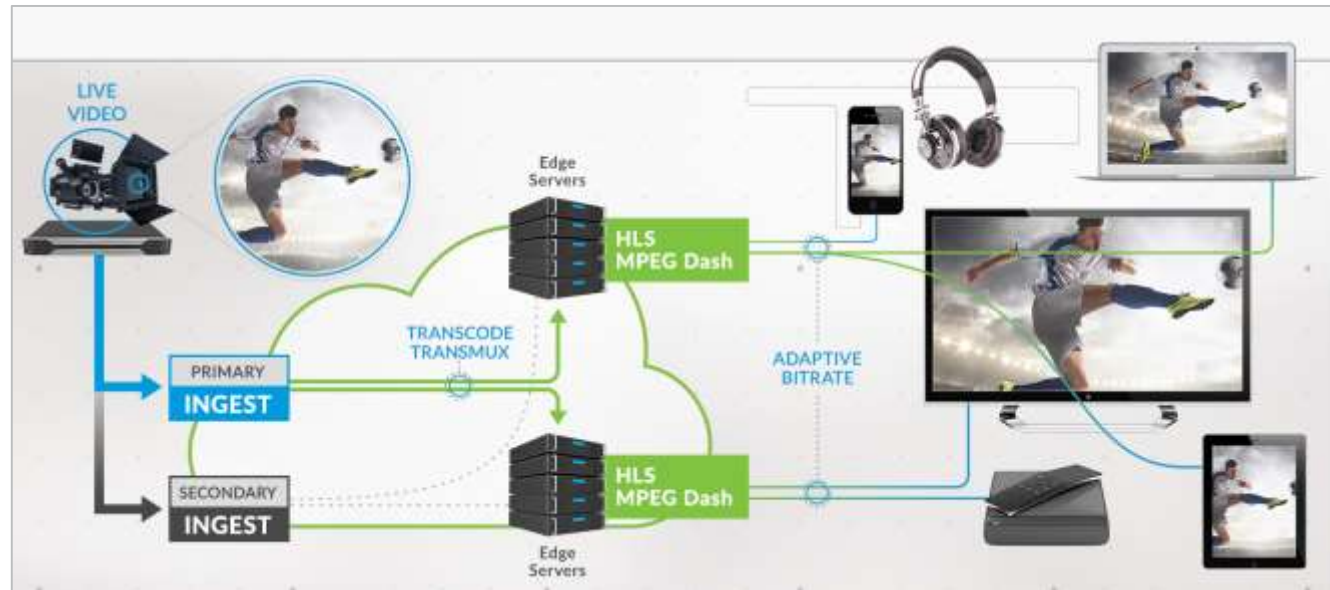 LIVE
VIDEO
Edge
Servers
HLS
MPEG Dash
TRANSCODE
TRANSMUX
PRIMARY
INGEST
ADAPTIVE
BITRATE
SECONDARY
INGEST
HLS
MPEG Dash
Edge
Servers